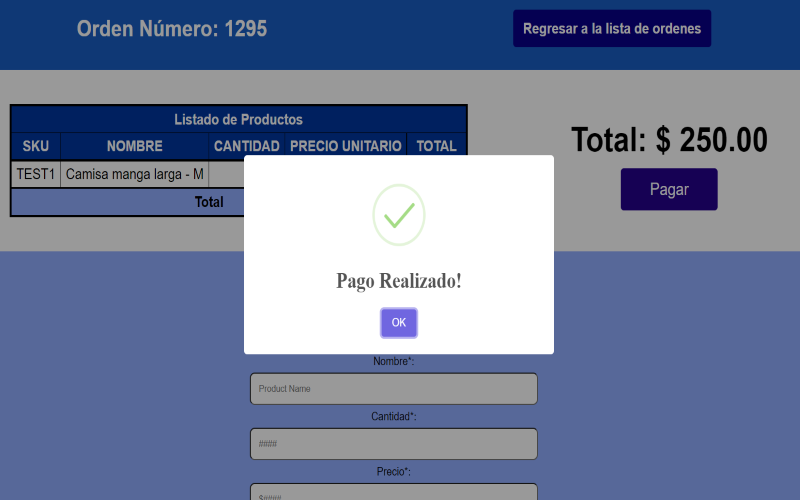 Orden Número: 1295
Regresar a la lista de ordenes
Listado de Productos
SKU NOMBRE CANTIDAD PRECIO UNITARIO TOTAL
TEST1 Camisa manga larga - M
Total
Total: $ 250.00
Pagar
Pago Realizado!
OK
Nombre*:
Product Name
Cantidad*:
####
Precio*:
$####